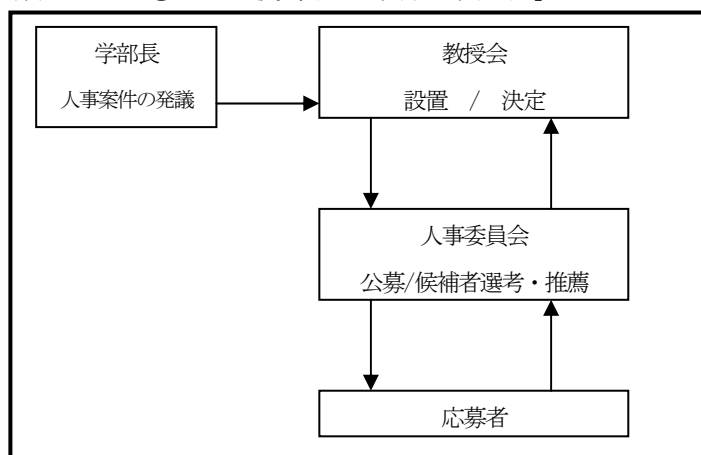 学部長
人事案件の発議
教授会
設置 / 決定
人事委員会
公募/候補者選考・推薦
応募者